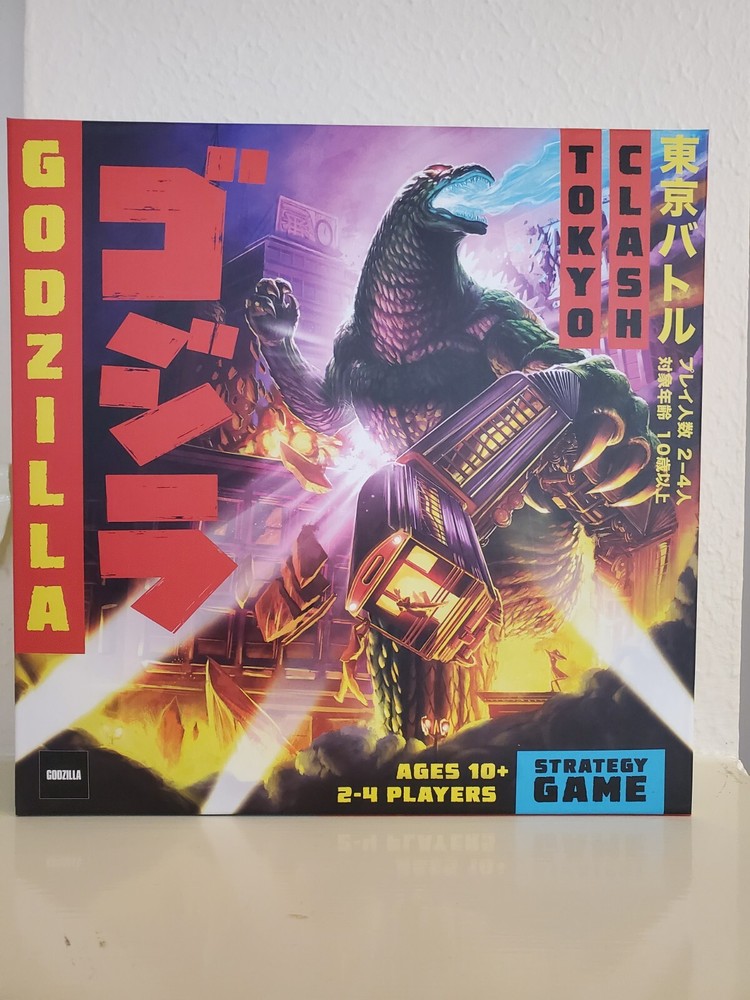 GODZILLA
ゴジラ
TOKYO
CLASH
東京バトル
プレイ人数 2-4人
対象年齢 10歳以上
GODZILLA
AGES 10+
2-4 PLAYERS
STRATEGY
GAME